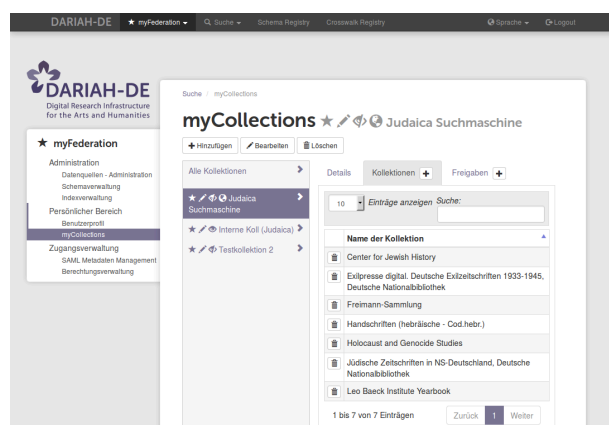 DARIAH-DE ★ myFederation Suche Schema Registry Crosswalk Registry Sprache Logout
DARIAH-DE
Digital Research Infrastructure
for the Arts and Humanities
★ myFederation
Administration
Datenquellen - Administration
Schemaverwaltung
Indexverwaltung
Persönlicher Bereich
Benutzerprofil
myCollections
Zugangsverwaltung
SAML Metadaten Management
Berechtungsverwaltung
Suche / myCollections
myCollections ★ Judaica Suchmaschine
+ Hinzufügen Bearbeiten Löschen
Alle Kollektionen
★ Judaica
Suchmaschine
★ Interne Koll (Judaica)
★ Testkollektion 2
Details Kollektionen + Freigaben +
10 Einträge anzeigen Suche:
Name der Kollektion
Center for Jewish History
Exilpresse digital. Deutsche Exilzeitschriften 1933-1945,
Deutsche Nationalbibliothek
Freimann-Sammlung
Handschriften (hebräische - Cod.hebr.)
Holocaust and Genocide
Studies
Jüdische Zeitschriften in NS-Deutschland, Deutsche
Nationalbibliothek
Leo Baeck Institute Yearbook
1 bis 7 von 7 Einträgen Zurück 1 Weiter